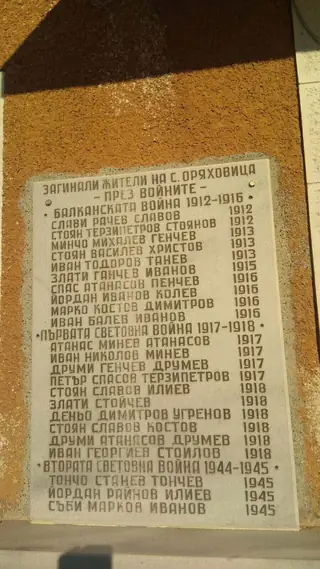 ЗАГИНАЛИ ЖИТЕЛИ НА С. ОРЯХОВИЦА
- ПРЕЗ ВОЙНИТЕ -
• БАЛКАНСКАТА ВОЙНА 1912-1916 •
СЛАВИ РАЧЕВ СЛАВОВ 1912
СТОЯН ТЕРЗИПЕТРОВ СТОЯНОВ 1912
МИНЧО МИХАЛЕВ ГЕНЧЕВ 1913
СТОЯН ВАСИЛЕВ ХРИСТОВ 1913
ИВАН ТОДОРОВ ТАНЕВ 1913
ЗЛАТИ ГАНЧЕВ ИВАНОВ 1915
СПАС АТАНАСОВ ПЕНЧЕВ 1916
ЙОРДАН ИВАНОВ КОЛЕВ 1916
МАРКО КОСТОВ ДИМИТРОВ 1916
ИВАН БАЛЕВ ИВАНОВ 1916
• ПЪРВАТА СВЕТОВНА ВОЙНА 1917-1918 •
АТАНАС МИНЕВ АТАНАСОВ 1917
ИВАН НИКОЛОВ МИНЕВ 1917
ДРУМИ ГЕНЧЕВ ДРУМЕВ 1917
ПЕТЪР СПАСОВ ТЕРЗИПЕТРОВ 1917
СТОЯН СЛАВОВ ИЛИЕВ 1918
ЗЛАТИ СТОЙЧЕВ 1918
ДЕНЬО ДИМИТРОВ УГРЕНОВ 1918
СТОЯН СЛАВОВ КОСТОВ 1918
ДРУМИ АТАНАСОВ ДРУМЕВ 1918
ИВАН ГЕОРГИЕВ СТОИЛОВ 1918
• ВТОРАТА СВЕТОВНА ВОЙНА 1944-1945 •
ТОНЧО СТАНЕВ ТОНЧЕВ 1945
ЙОРДАН РАЙНОВ ИЛИЕВ 1945
СЪБИ МАРКОВ ИВАНОВ 1945